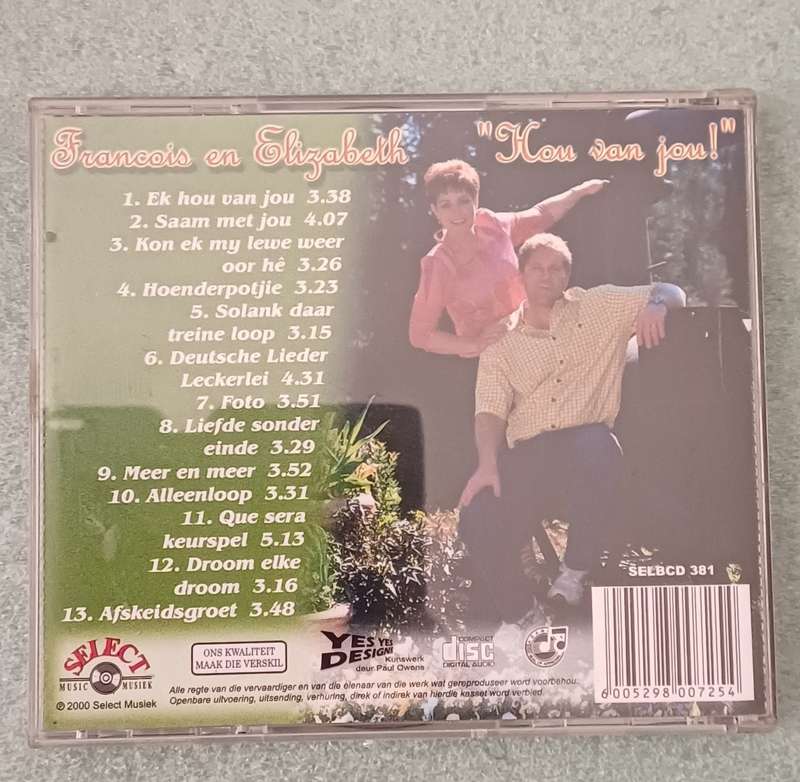 Francois en Elizabeth
"Hou van jou!"
1. Ek hou van jou 3.38
2. Saam met jou 4.07
3. Kon ek my lewe weer
oor hê 3.26
4. Hoenderpotjie 3.23
5. Solank daar
treine loop 3.15
6. Deutsche Lieder
Leckerlei 4.31
7. Foto 3.51
8. Liefde sonder
einde 3.29
9. Meer en meer 3.52
10. Alleenloop 3.31
11. Que sera
keurspel 5.13
12. Droom elke
droom 3.16
13. Afskeidsgroet 3.48
SELBCD 381
SELECT
MUSIC MUSIEK
® 2000 Select Musiek
ONS KWALITEIT
MAAK DIE VERSKIL
YES YES
DESIGN!
Kunswerk
deur Paul Owens
COMPACT
disc
DIGITAL AUDIO
Alle regte van die vervaardiger en van die eienaar van die werk wat gereproduseer word voorbehou.
Openbare uitvoering, uitsending, verhuring, direk of indirek van hierdie kasset word verbied.
6005298 007254